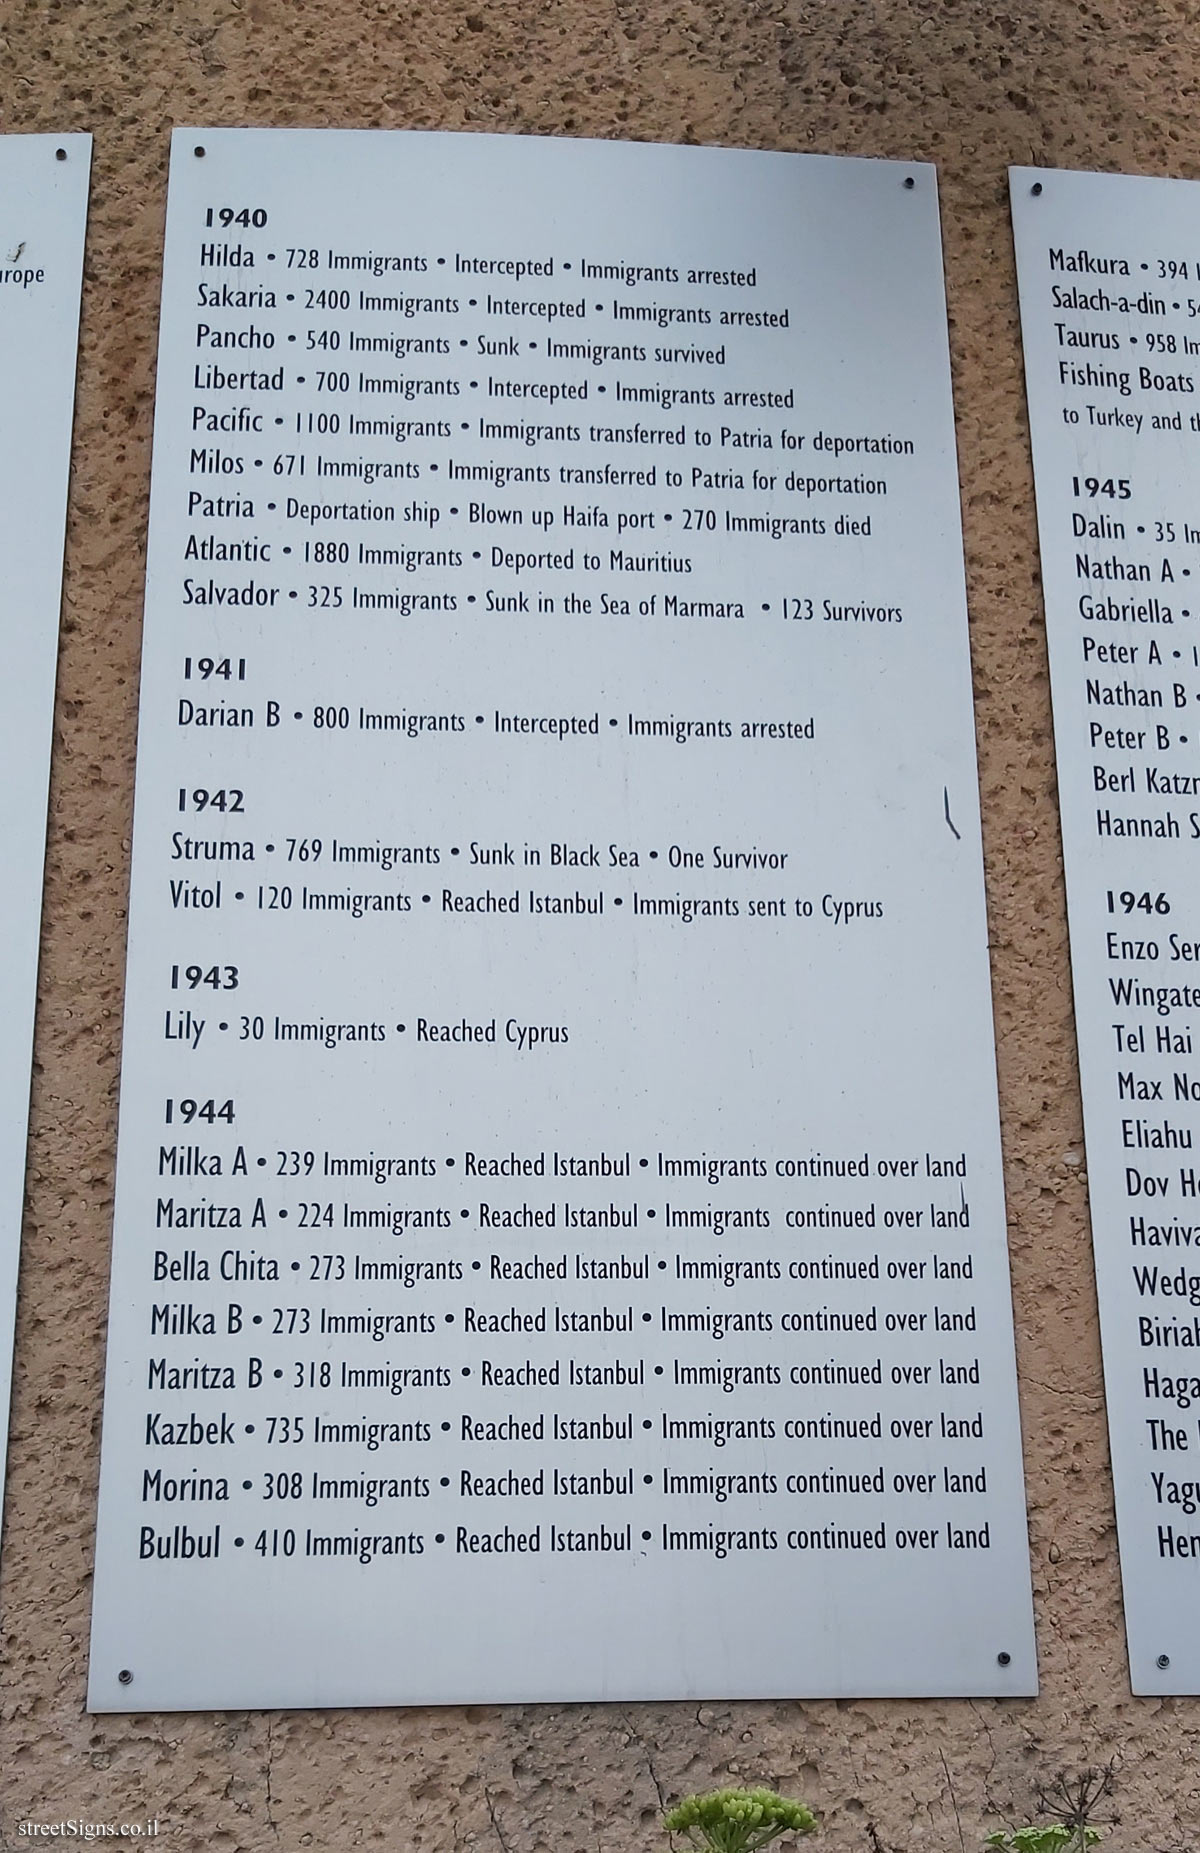 1940
Hilda • 728 Immigrants • Intercepted • Immigrants arrested
Sakaria • 2400 Immigrants • Intercepted • Immigrants arrested
Pancho • 540 Immigrants • Sunk • Immigrants survived
Libertad • 700 Immigrants • Intercepted • Immigrants arrested
Pacific • 1100 Immigrants • Immigrants transferred to Patria for deportation
Milos • 671 Immigrants • Immigrants transferred to Patria for deportation
Patria • Deportation ship • Blown up Haifa port • 270 Immigrants died
Atlantic • 1880 Immigrants • Deported to Mauritius
Salvador • 325 Immigrants • Sunk in the Sea of Marmara • 123 Survivors
1941
Darian B • 800 Immigrants • Intercepted • Immigrants arrested
1942
Struma • 769 Immigrants • Sunk in Black Sea • One Survivor
Vitol • 120 Immigrants • Reached Istanbul • Immigrants sent to Cyprus
1943
Lily • 30 Immigrants • Reached Cyprus
1944
Milka A • 239 Immigrants • Reached Istanbul • Immigrants continued over land
Maritza A • 224 Immigrants • Reached Istanbul • Immigrants continued over land
Bella Chita • 273 Immigrants • Reached Istanbul • Immigrants continued over land
Milka B • 273 Immigrants • Reached Istanbul • Immigrants continued over land
Maritza B • 318 Immigrants • Reached Istanbul • Immigrants continued over land
Kazbek • 735 Immigrants • Reached Istanbul • Immigrants continued over land
Morina • 308 Immigrants • Reached Istanbul • Immigrants continued over land
Bulbul • 410 Immigrants • Reached Istanbul • Immigrants continued over land
Mafkura • 394
Salach-a-din •
Taurus • 958
Fishing Boats
to Turkey and
1945
Dalin • 35
Nathan A •
Gabriella •
Peter A •
Nathan B
Peter B •
Berl
Hannah
1946
Enzo
Tel Hai
Max
Eliahu
Dov
The
streetSigns.co.il